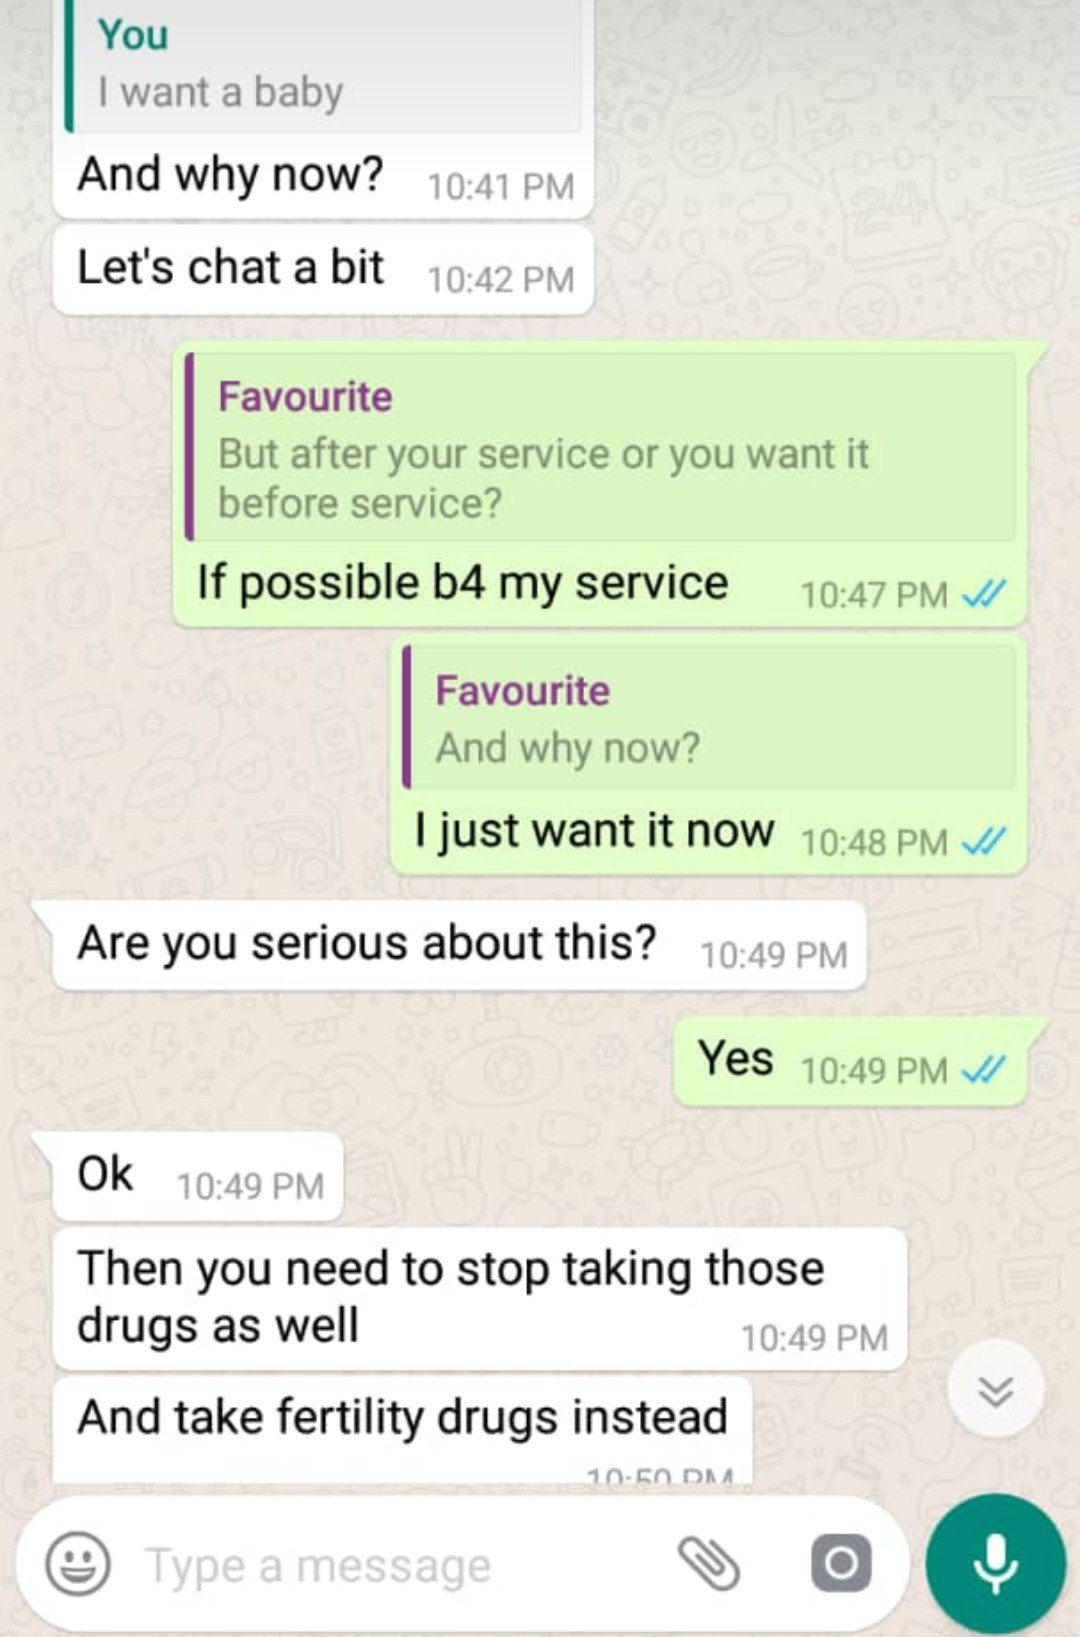 You
I want a baby
And why now? 10:41 PM
Let's chat a bit 10:42 PM
Favourite
But after your service or you want it
before service?
If possible b4 my service 10:47 PM
Favourite
And why now?
I just want it now 10:48 PM
Are you serious about this? 10:49 PM
Yes 10:49 PM
Ok 10:49 PM
Then you need to stop taking those
drugs as well 10:49 PM
And take fertility drugs instead
10:50 PM
Type a message